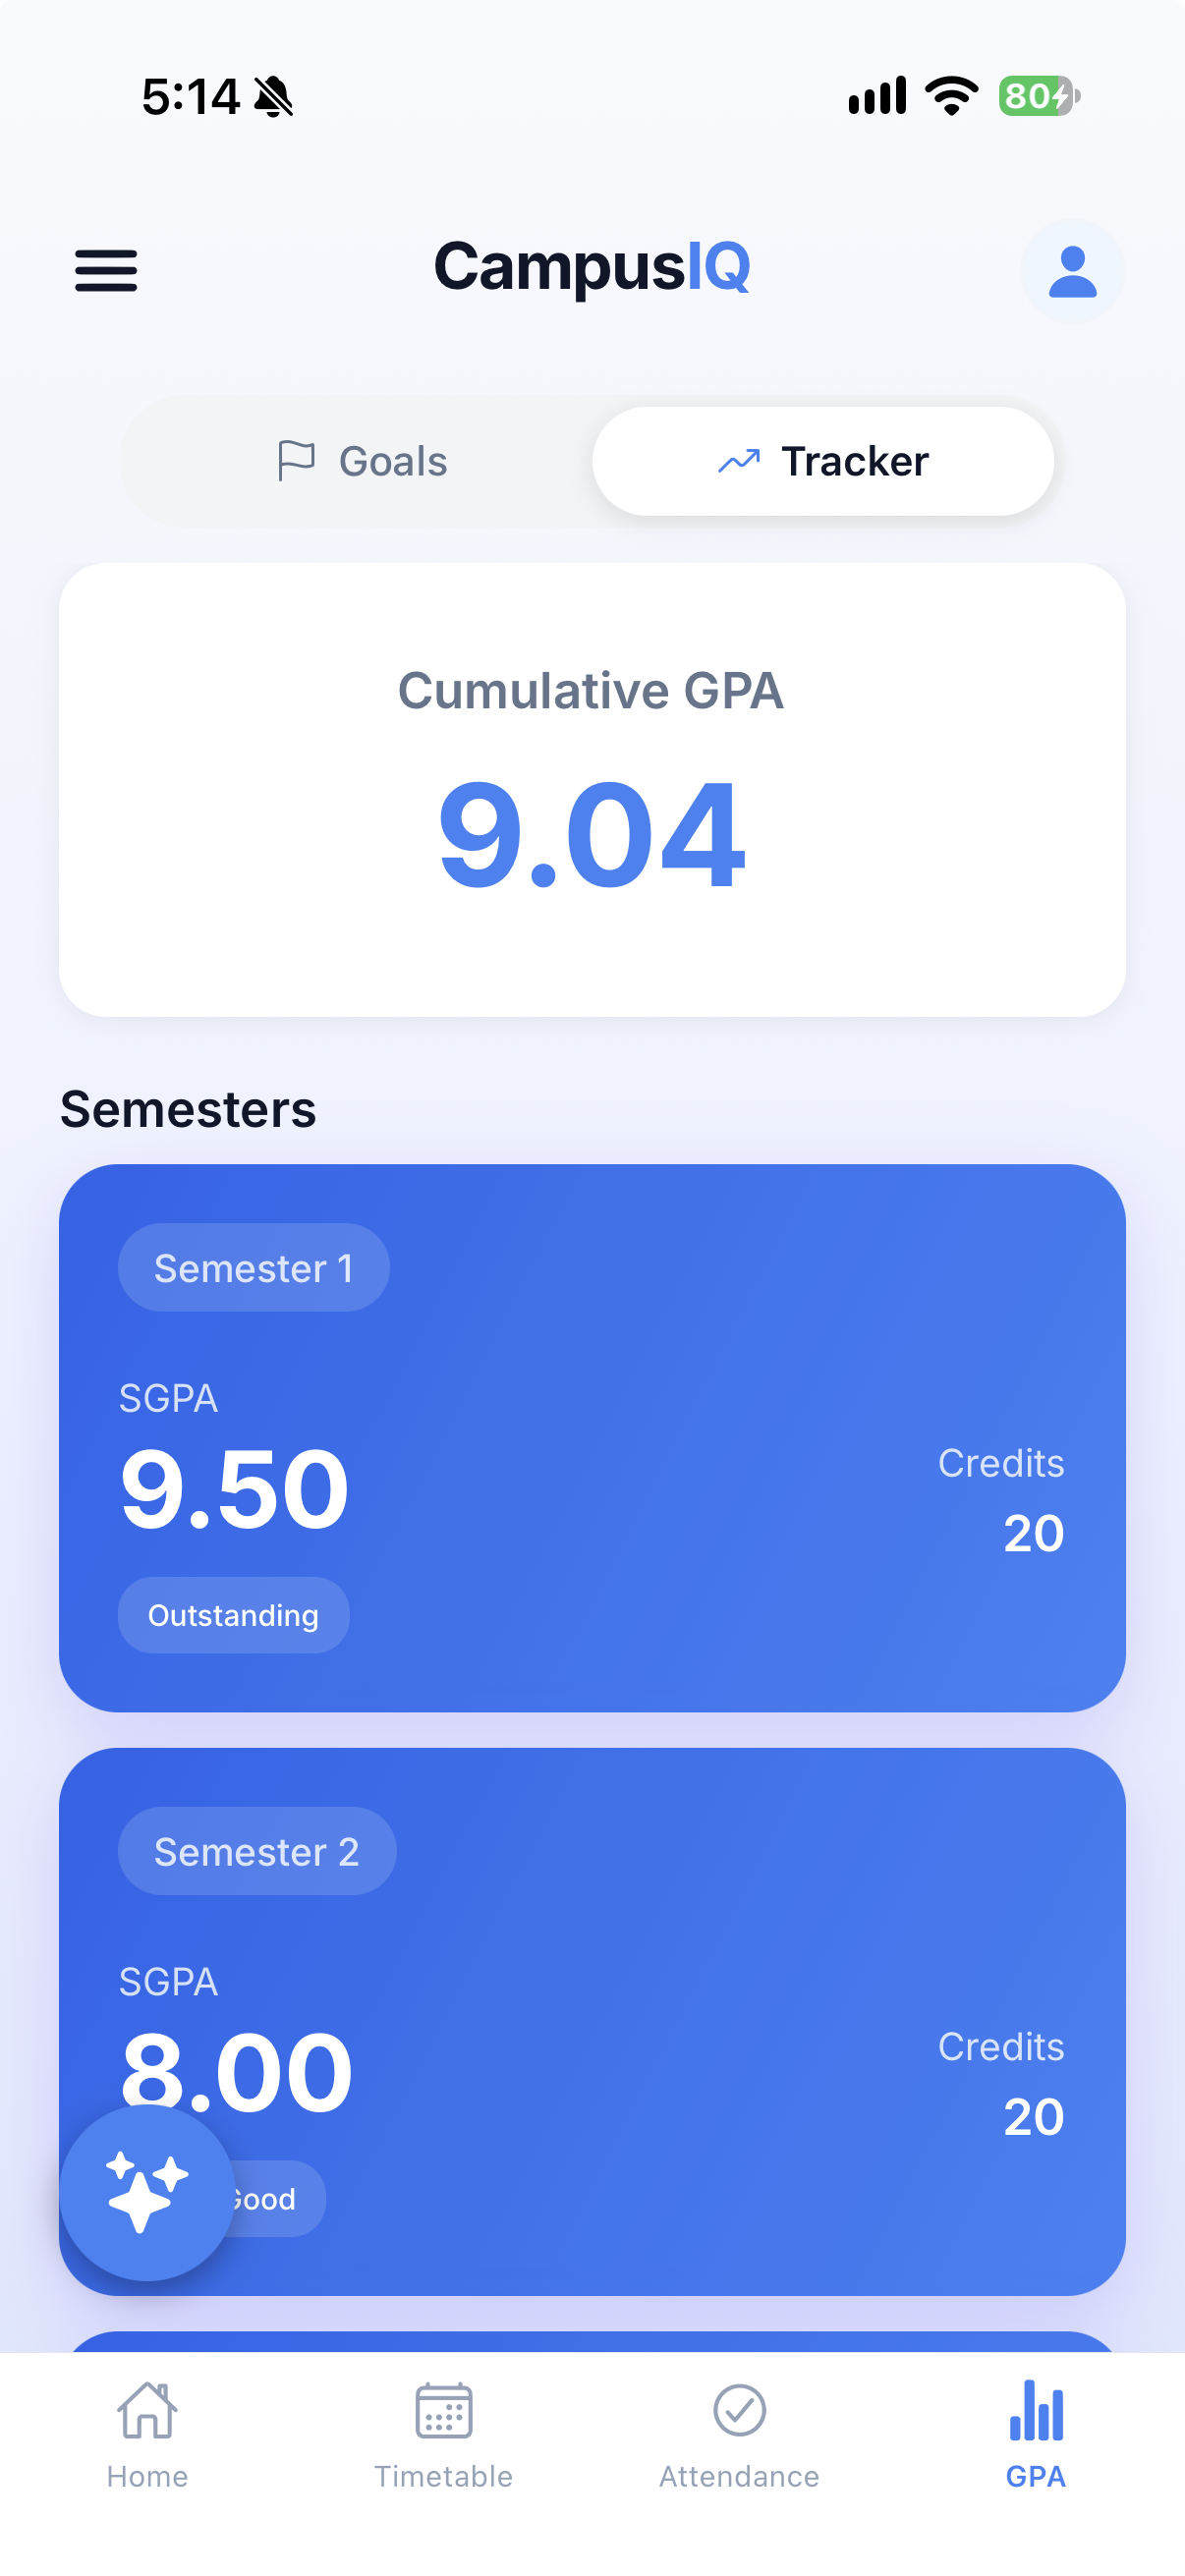 5:14
80
CampusIQ
Goals
Tracker
Cumulative GPA
9.04
Semesters
Semester 1
SGPA
9.50
Credits
20
Outstanding
Semester 2
SGPA
8.00
Credits
20
Good
Home
Timetable
Attendance
GPA